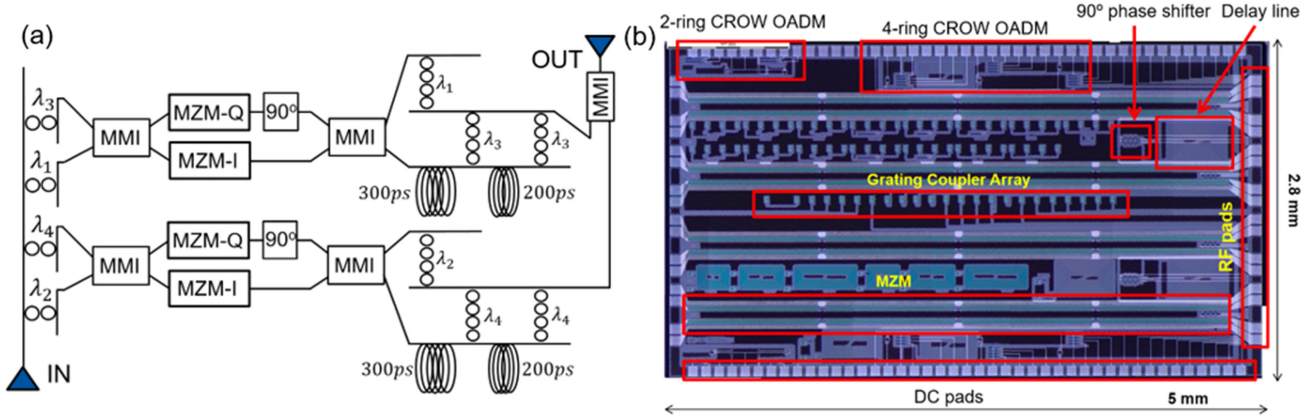 (a)
OUT
MMI
λ1
λ3
MMI
MZM-Q
90º
MMI
MZM-I
λ1
λ3
λ3
300ps
200ps
λ4
MMI
MZM-Q
90º
MMI
MZM-I
λ2
λ2
λ4
λ4
300ps
200ps
IN
(b)
2-ring CROW OADM
4-ring CROW OADM
90º phase shifter
Delay line
Grating Coupler Array
MZM
RF pads
2.8 mm
DC pads
5 mm